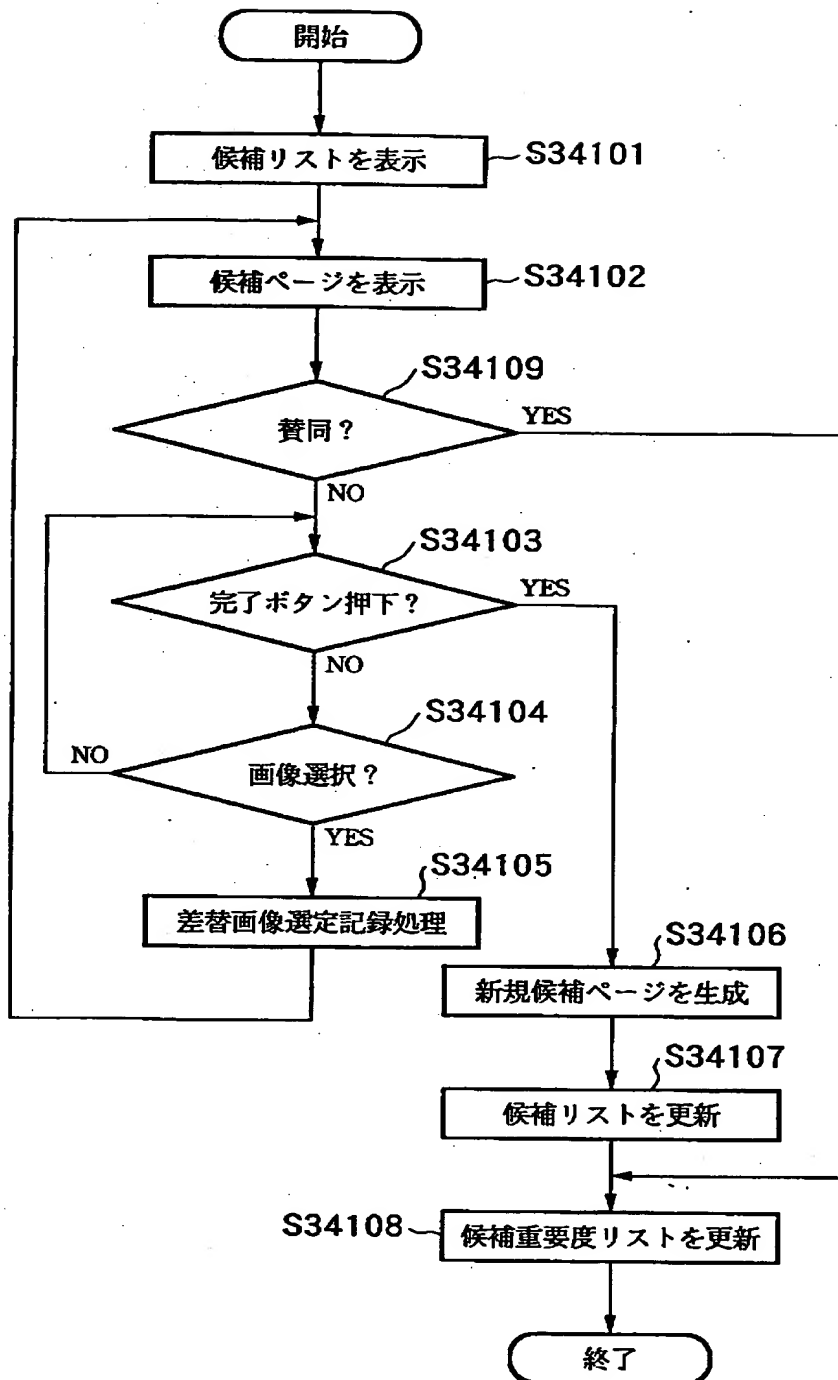 開始
候補リストを表示
S34101
候補ページを表示
S34102
S34109
賛同?
YES
NO
S34103
完了ボタン押下?
YES
NO
S34104
画像選択?
NO
YES
S34105
差替画像選定記録処理
S34106
新規候補ページを生成
S34107
候補リストを更新
S34108
候補重要度リストを更新
終了